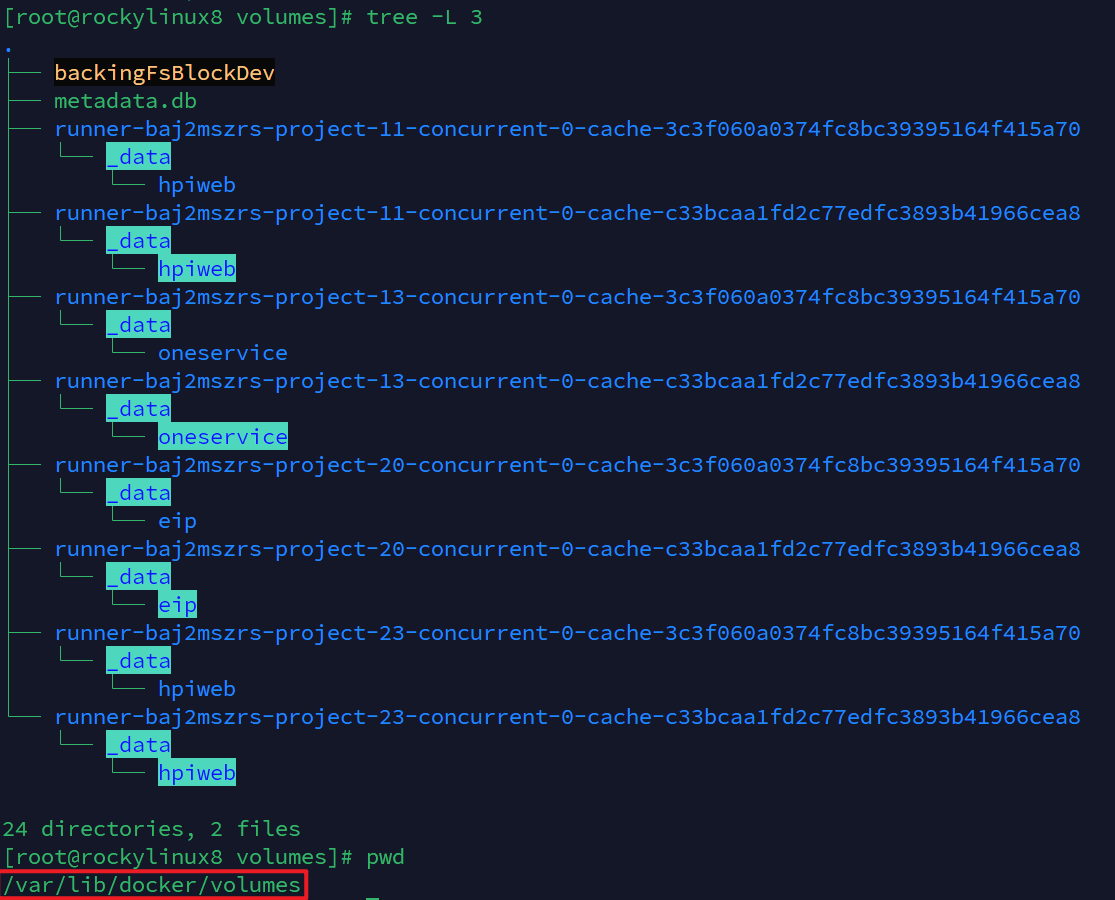 [root@rockylinux8 volumes]# tree -L 3
.
├── backingFsBlockDev
├── metadata.db
├── runner-baj2mszrs-project-11-concurrent-0-cache-3c3f060a0374fc8bc39395164f415a70
│   └── _data
│       └── hpiweb
├── runner-baj2mszrs-project-11-concurrent-0-cache-c33bcaa1fd2c77edfc3893b41966cea8
│   └── _data
│       └── hpiweb
├── runner-baj2mszrs-project-13-concurrent-0-cache-3c3f060a0374fc8bc39395164f415a70
│   └── _data
│       └── oneservice
├── runner-baj2mszrs-project-13-concurrent-0-cache-c33bcaa1fd2c77edfc3893b41966cea8
│   └── _data
│       └── oneservice
├── runner-baj2mszrs-project-20-concurrent-0-cache-3c3f060a0374fc8bc39395164f415a70
│   └── _data
│       └── eip
├── runner-baj2mszrs-project-20-concurrent-0-cache-c33bcaa1fd2c77edfc3893b41966cea8
│   └── _data
│       └── eip
├── runner-baj2mszrs-project-23-concurrent-0-cache-3c3f060a0374fc8bc39395164f415a70
│   └── _data
│       └── hpiweb
└── runner-baj2mszrs-project-23-concurrent-0-cache-c33bcaa1fd2c77edfc3893b41966cea8
    └── _data
        └── hpiweb
24 directories, 2 files
[root@rockylinux8 volumes]# pwd
/var/lib/docker/volumes